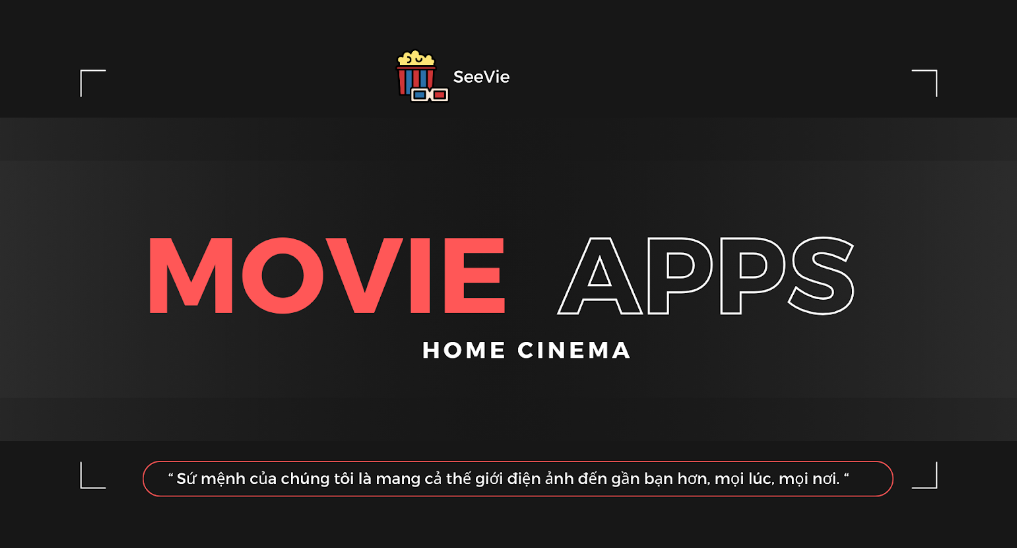 SeeVie
MOVIE APPS
HOME CINEMA
“ Sứ mệnh của chúng tôi là mang cả thế giới điện ảnh đến gần bạn hơn, mọi lúc, mọi nơi. “